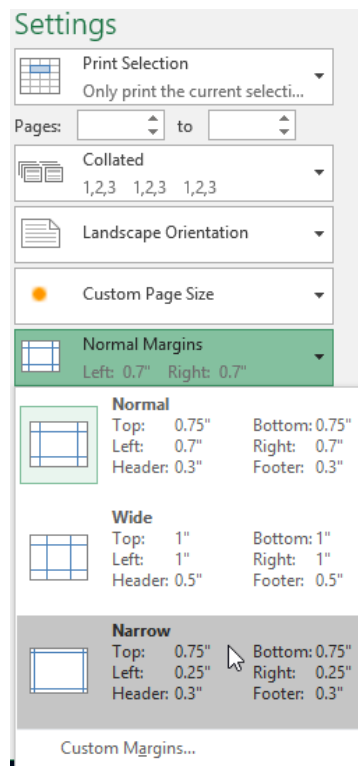 Settings
Print Selection
Only print the current selecti...
Pages: to
Collated
1,2,3 1,2,3 1,2,3
Landscape Orientation
Custom Page Size
Normal Margins
Left: 0.7" Right: 0.7"
Normal
Top: 0.75" Bottom: 0.75"
Left: 0.7" Right: 0.7"
Header: 0.3" Footer: 0.3"
Wide
Top: 1" Bottom: 1"
Left: 1" Right: 1"
Header: 0.5" Footer: 0.5"
Narrow
Top: 0.75" Bottom: 0.75"
Left: 0.25" Right: 0.25"
Header: 0.3" Footer: 0.3"
Custom Margins...